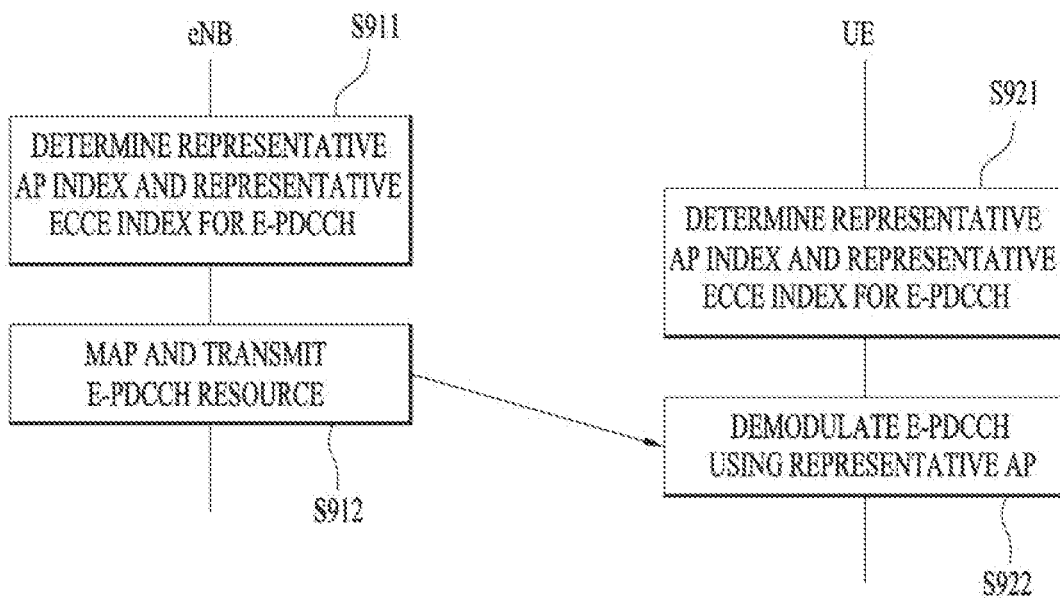 eNB
S911
DETERMINE REPRESENTATIVE
AP INDEX AND REPRESENTATIVE
ECCE INDEX FOR E-PDCCH
MAP AND TRANSMIT
E-PDCCH RESOURCE
S912
UE
S921
DETERMINE REPRESENTATIVE
AP INDEX AND REPRESENTATIVE
ECCE INDEX FOR E-PDCCH
DEMODULATE E-PDCCH
USING REPRESENTATIVE AP
S922